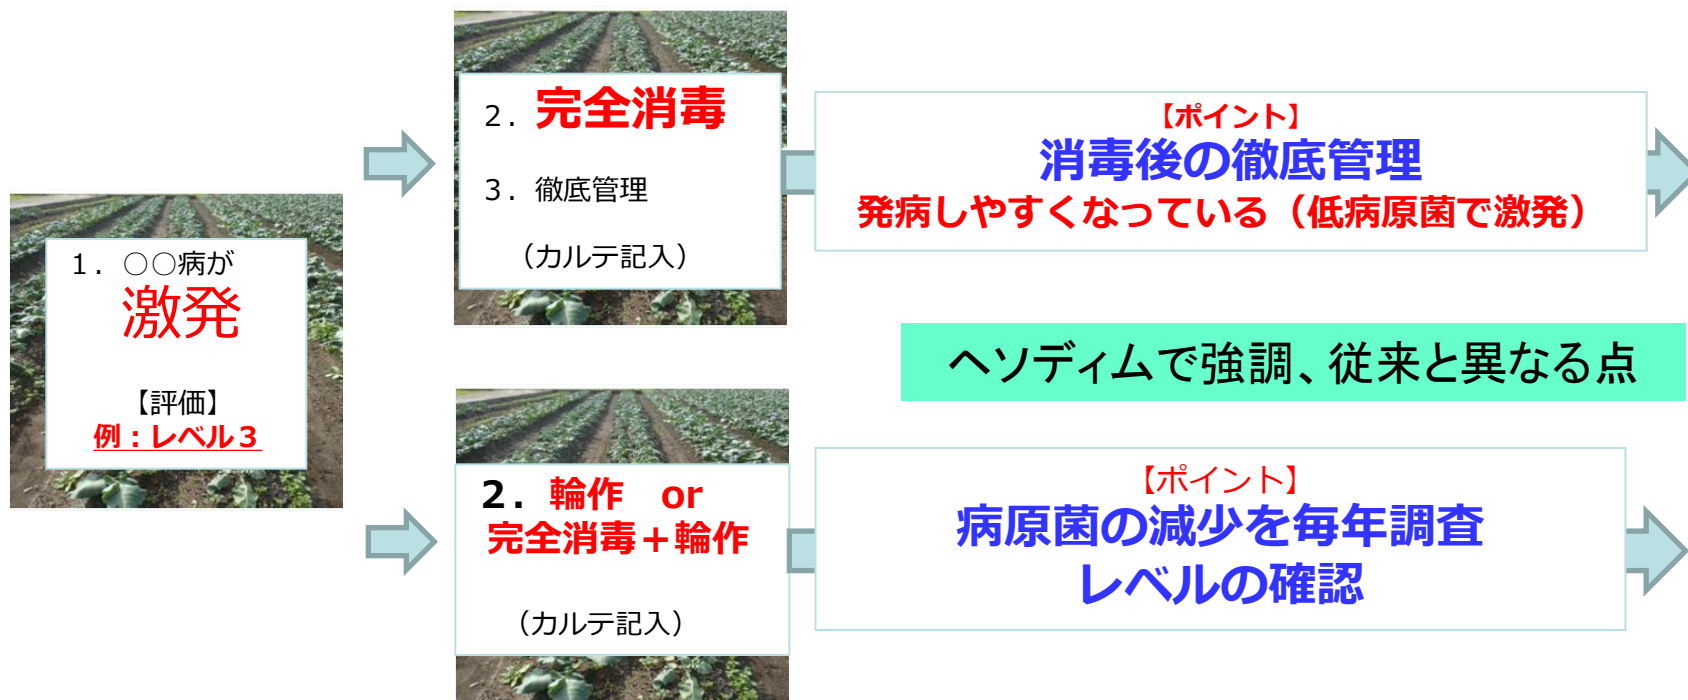 1. ○○病が
激発
【評価】
例：レベル３
2. 完全消毒
3. 徹底管理
（カルテ記入）
【ポイント】
消毒後の徹底管理
発病しやすくなっている（低病原菌で激発）
ヘソディムで強調、従来と異なる点
2. 輪作　or
完全消毒＋輪作
（カルテ記入）
【ポイント】
病原菌の減少を毎年調査
レベルの確認